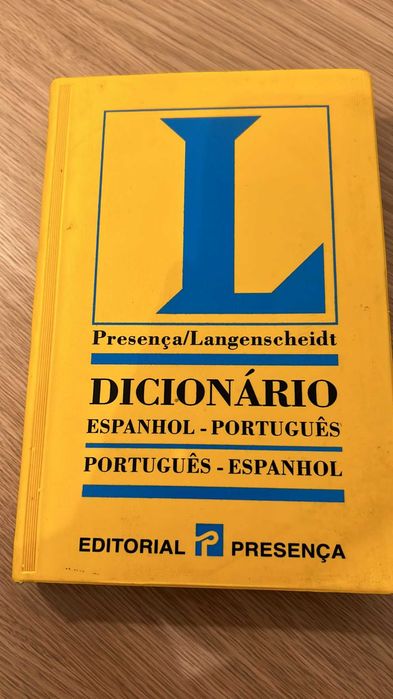 L
Presença/Langenscheidt
DICIONÁRIO
ESPANHOL - PORTUGUÊS
PORTUGUÊS - ESPANHOL
EDITORIAL P PRESENÇA